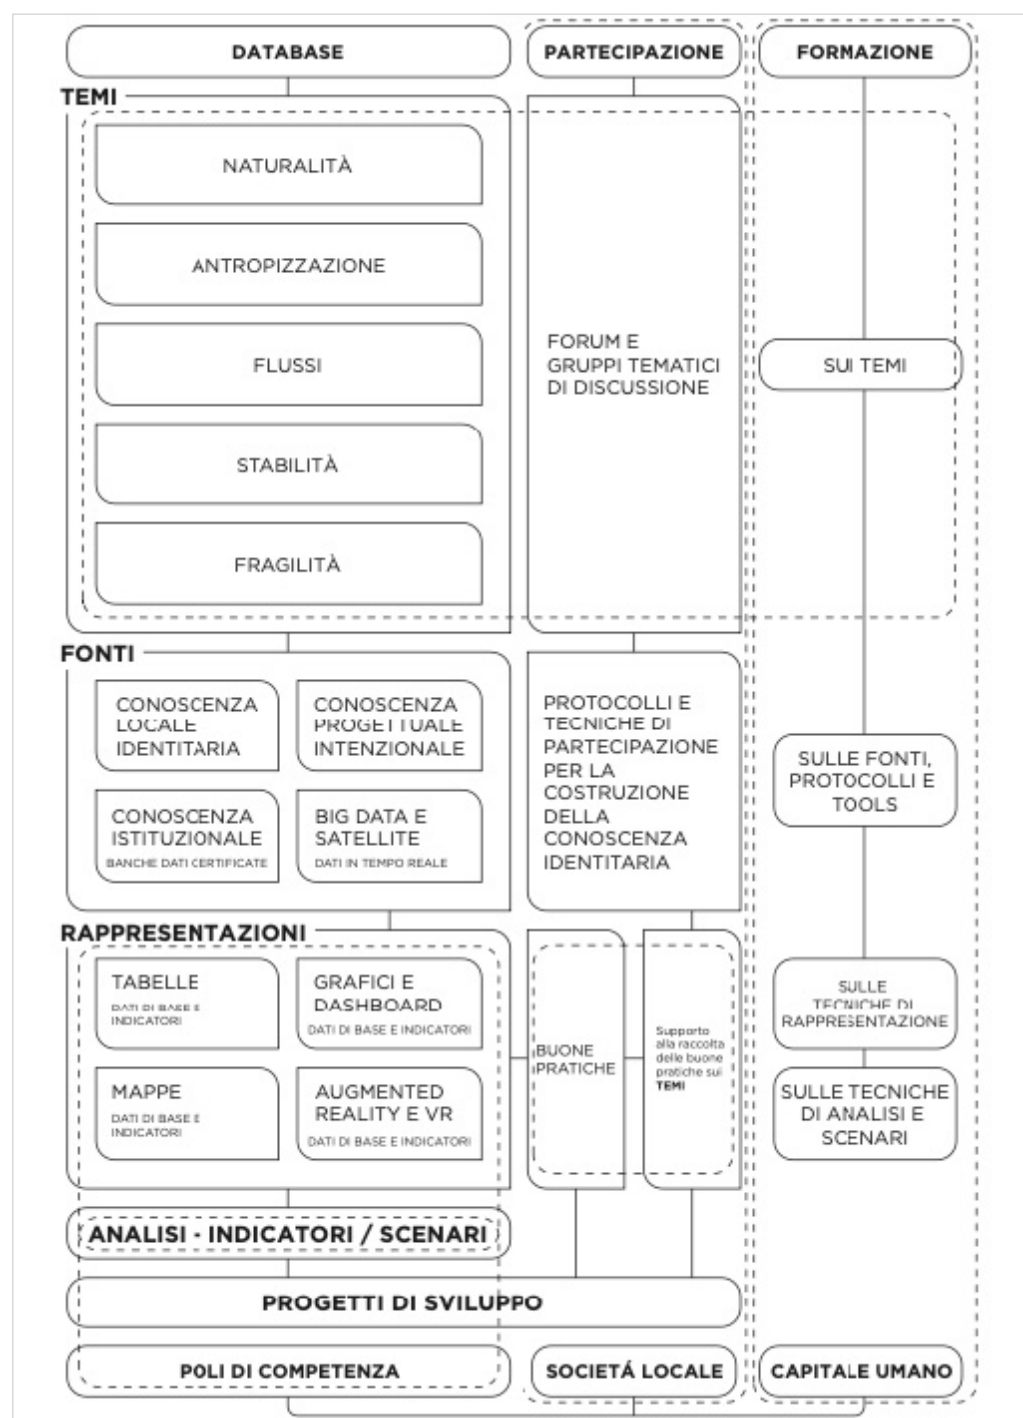 DATABASE
PARTECIPAZIONE
FORMAZIONE
TEMI
NATURALITÀ
ANTROPIZZAZIONE
FLUSSI
STABILITÀ
FRAGILITÀ
FORUM E
GRUPPI TEMATICI
DI DISCUSSIONE
SUI TEMI
FONTI
CONOSCENZA
LOCALE
IDENTITARIA
CONOSCENZA
PROGETTUALE
INTENZIONALE
CONOSCENZA
ISTITUZIONALE
BANCHE DATI CERTIFICATE
BIG DATA E
SATELLITE
DATI IN TEMPO REALE
PROTOCOLLI E
TECNICHE DI
PARTECIPAZIONE
PER LA
COSTRUZIONE
DELLA
CONOSCENZA
IDENTITARIA
SULLE FONTI,
PROTOCOLLI E
TOOLS
RAPPRESENTAZIONI
TABELLE
DATI DI BASE E
INDICATORI
GRAFICI E
DASHBOARD
DATI DI BASE E INDICATORI
MAPPE
DATI DI BASE E
INDICATORI
AUGMENTED
REALITY E VR
DATI DI BASE E INDICATORI
BUONE
PRATICHE
Supporto
alla raccolta
delle buone
pratiche sui
TEMI
SULLE
TECNICHE DI
RAPPRESENTAZIONE
SULLE TECNICHE
DI ANALISI E
SCENARI
ANALISI - INDICATORI / SCENARI
PROGETTI DI SVILUPPO
POLI DI COMPETENZA
SOCIETÁ LOCALE
CAPITALE UMANO